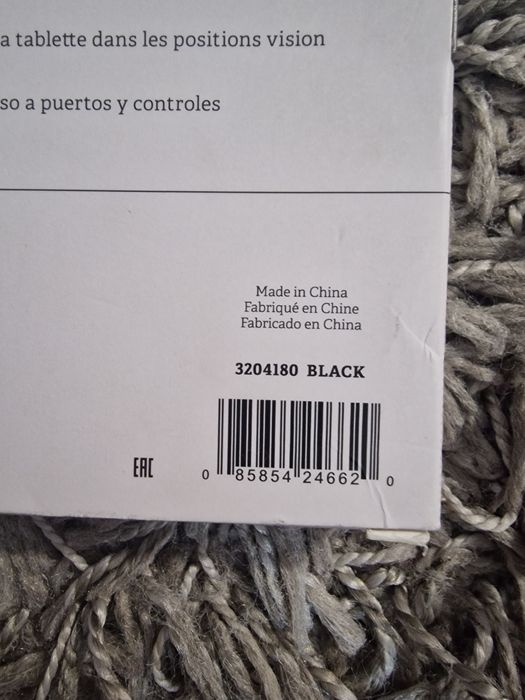 a tablette dans les positions vision
so a puertos y controles
Made in China
Fabriqué en Chine
Fabricado en China
3204180 BLACK
EAC
0 85854 24662 0